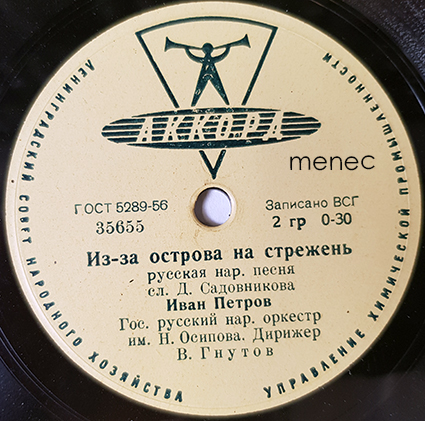 ЛЕНИНГРАДСКИЙ СОВЕТ НАРОДНОГО ХОЗЯЙСТВА
УПРАВЛЕНИЕ ХИМИЧЕСКОЙ ПРОМЫШЛЕННОСТИ
АККОРД
menec
ГОСТ 5289-56
35655
Записано ВСГ
2 гр 0-30
Из-за острова на стрежень
русская нар. песня
сл. Д. Садовникова
Иван Петров
Гос. русский нар. оркестр
им. Н. Осипова. Дирижер
В. Гнутов